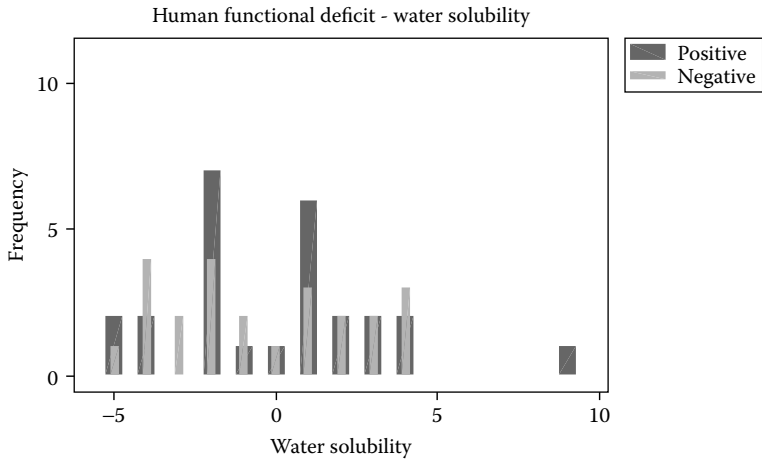 Human functional deficit - water solubility
Positive
Negative
10
5
0
Frequency
−5
0
5
10
Water solubility